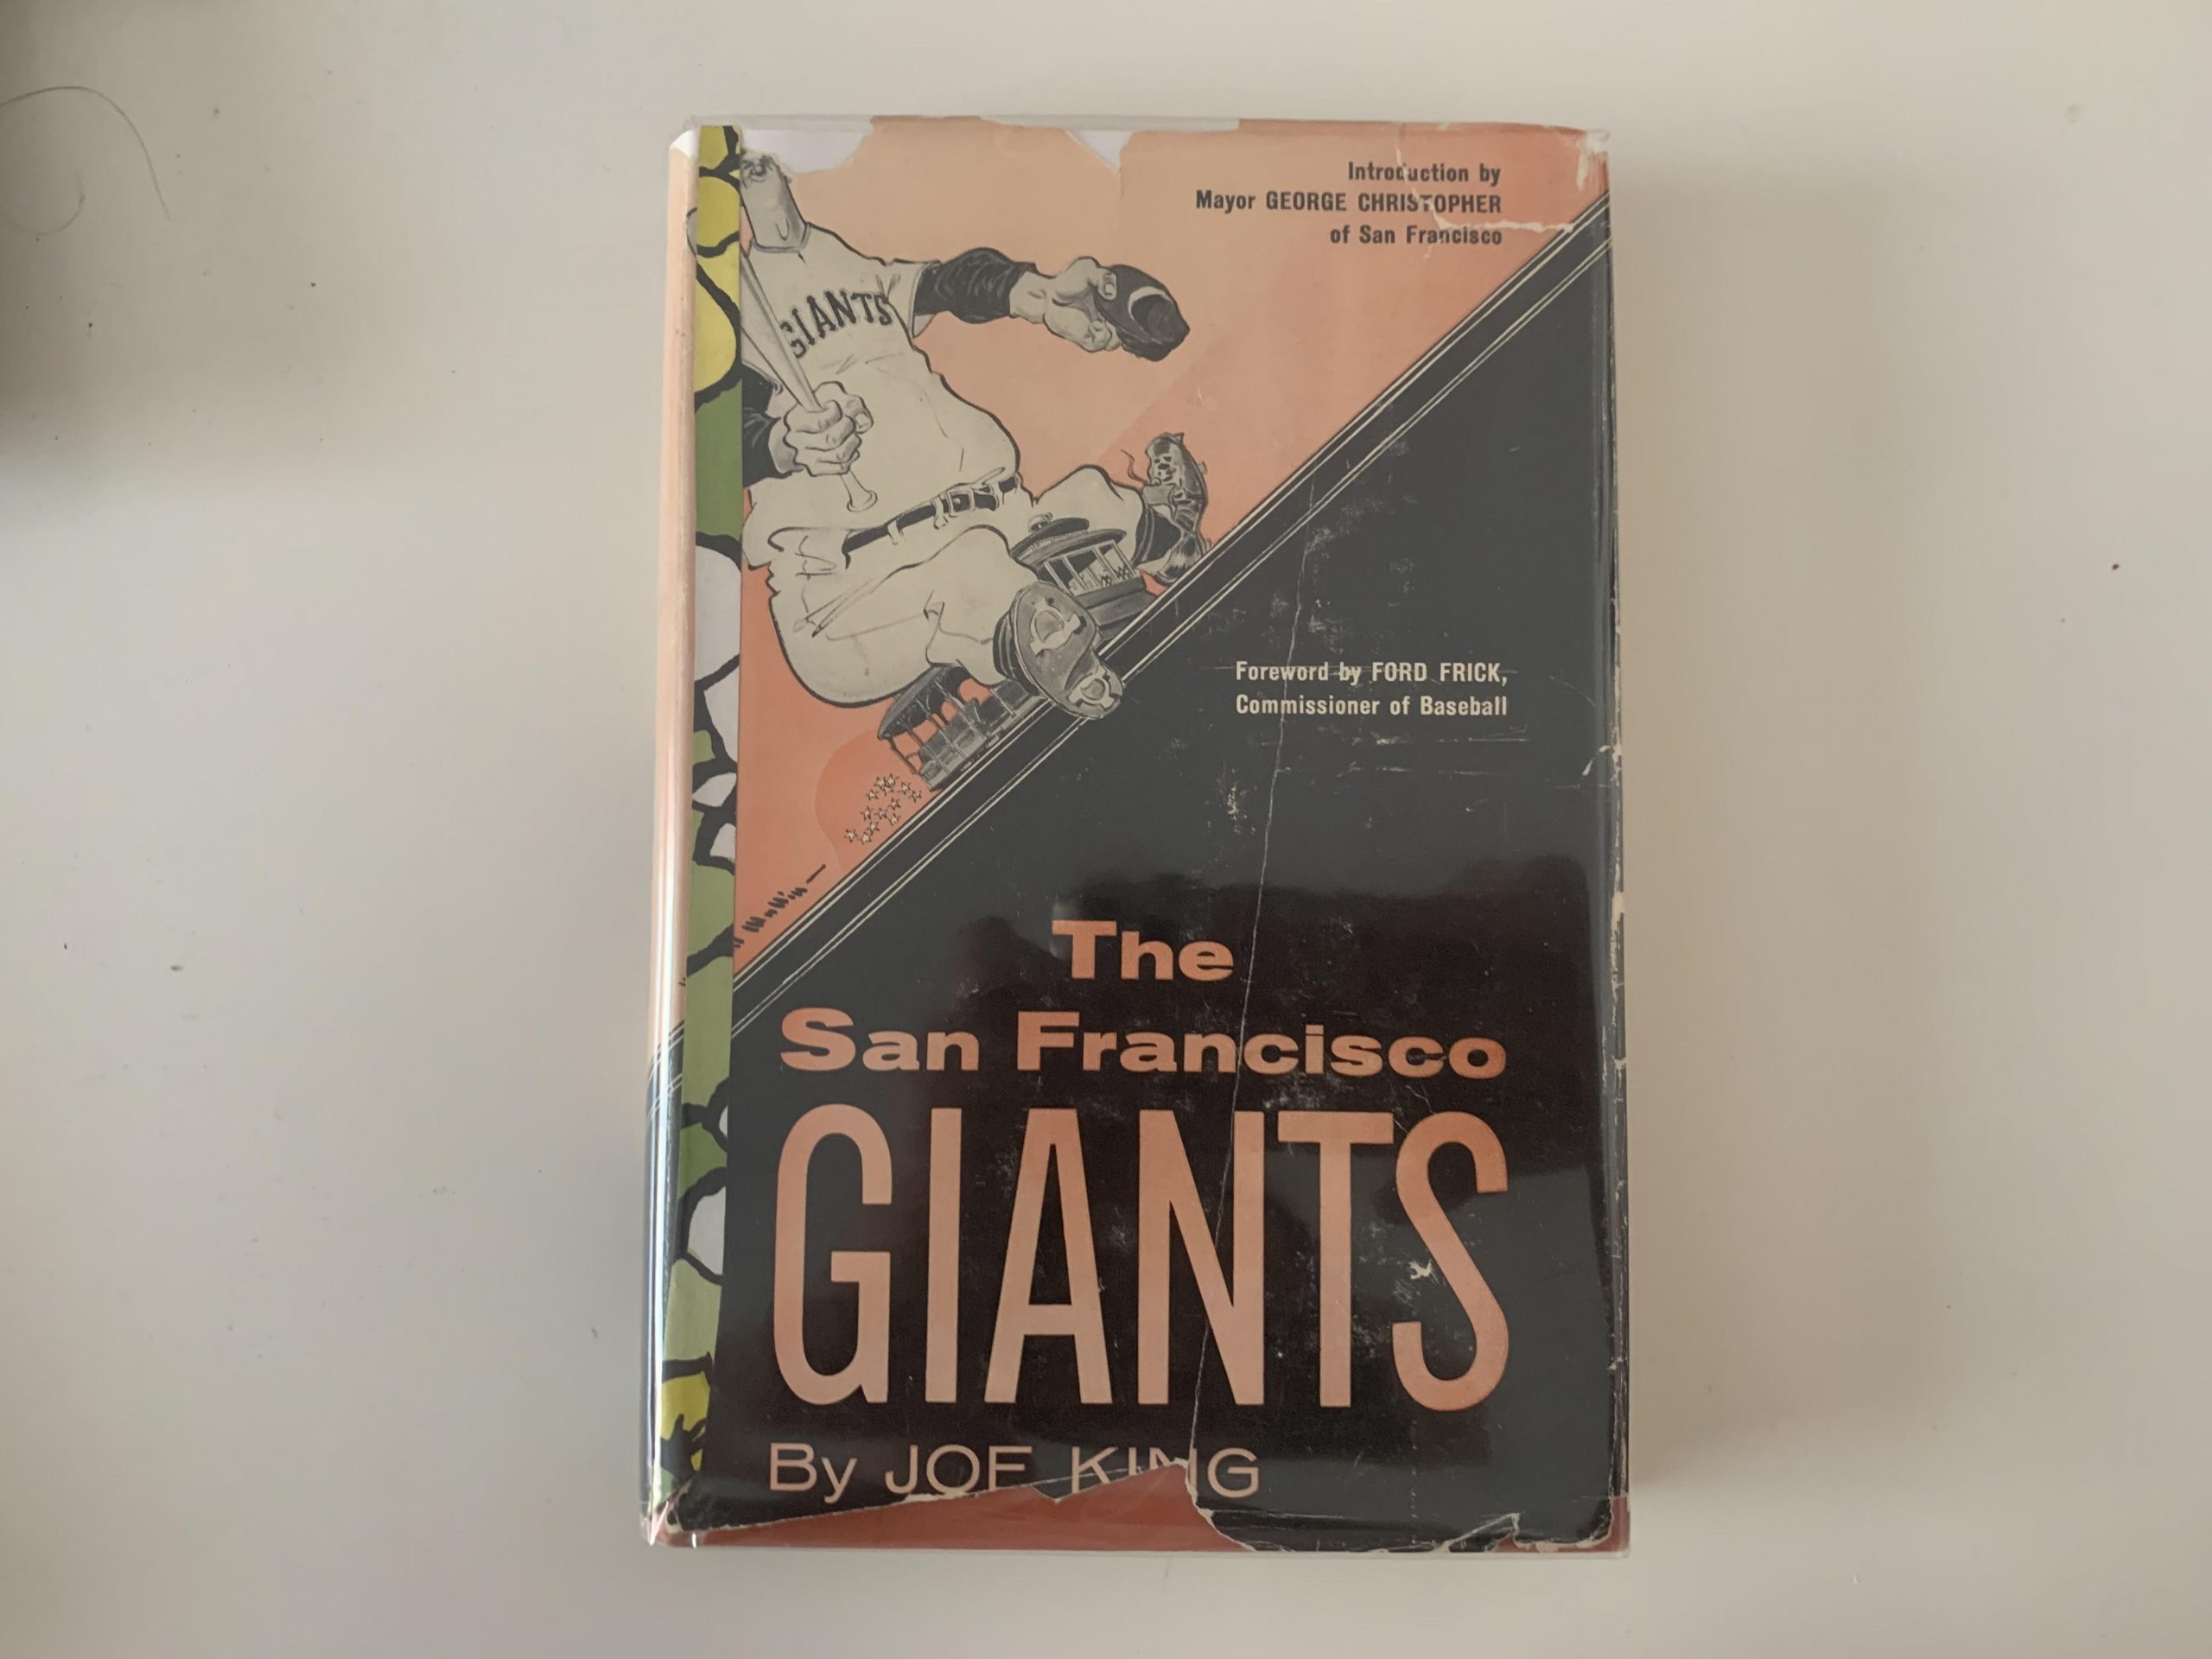 Introduction by
Mayor GEORGE CHRISTOPHER
of San Francisco
GIANTS
Foreword by FORD FRICK,
Commissioner of Baseball
The
San Francisco
GIANTS
By JOE KING